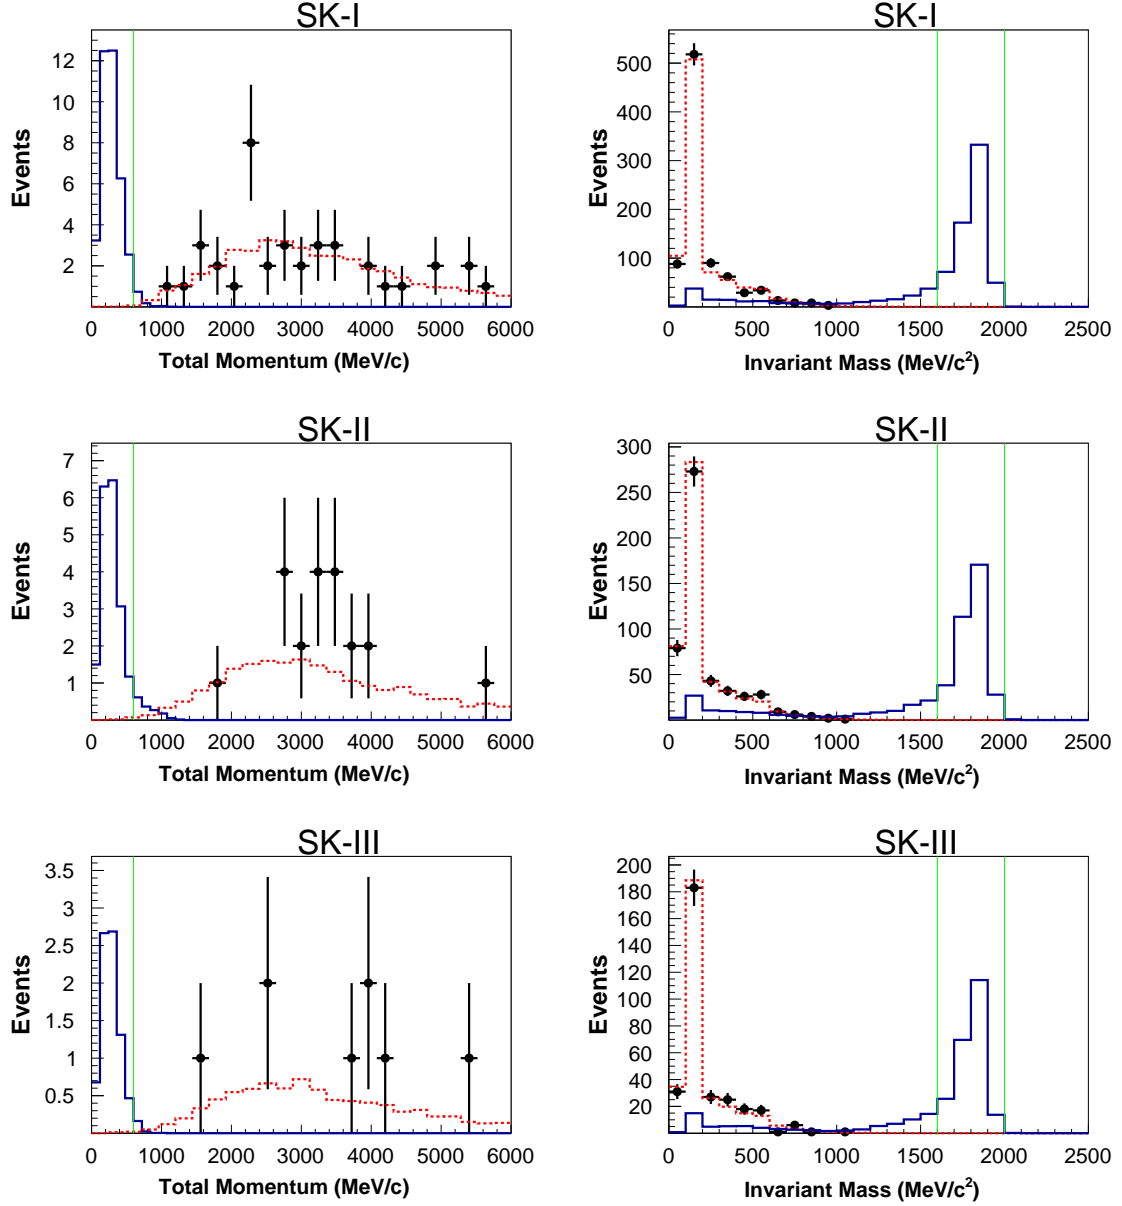 SK-I
Events
12
10
8
6
4
2
0 1000 2000 3000 4000 5000 6000
Total Momentum (MeV/c)
SK-I
Events
500
400
300
200
100
0 500 1000 1500 2000 2500
Invariant Mass (MeV/c²)
SK-II
Events
7
6
5
4
3
2
1
0 1000 2000 3000 4000 5000 6000
Total Momentum (MeV/c)
SK-II
Events
300
250
200
150
100
50
0 500 1000 1500 2000 2500
Invariant Mass (MeV/c²)
SK-III
Events
3.5
3
2.5
2
1.5
1
0.5
0 1000 2000 3000 4000 5000 6000
Total Momentum (MeV/c)
SK-III
Events
200
180
160
140
120
100
80
60
40
20
0 500 1000 1500 2000 2500
Invariant Mass (MeV/c²)